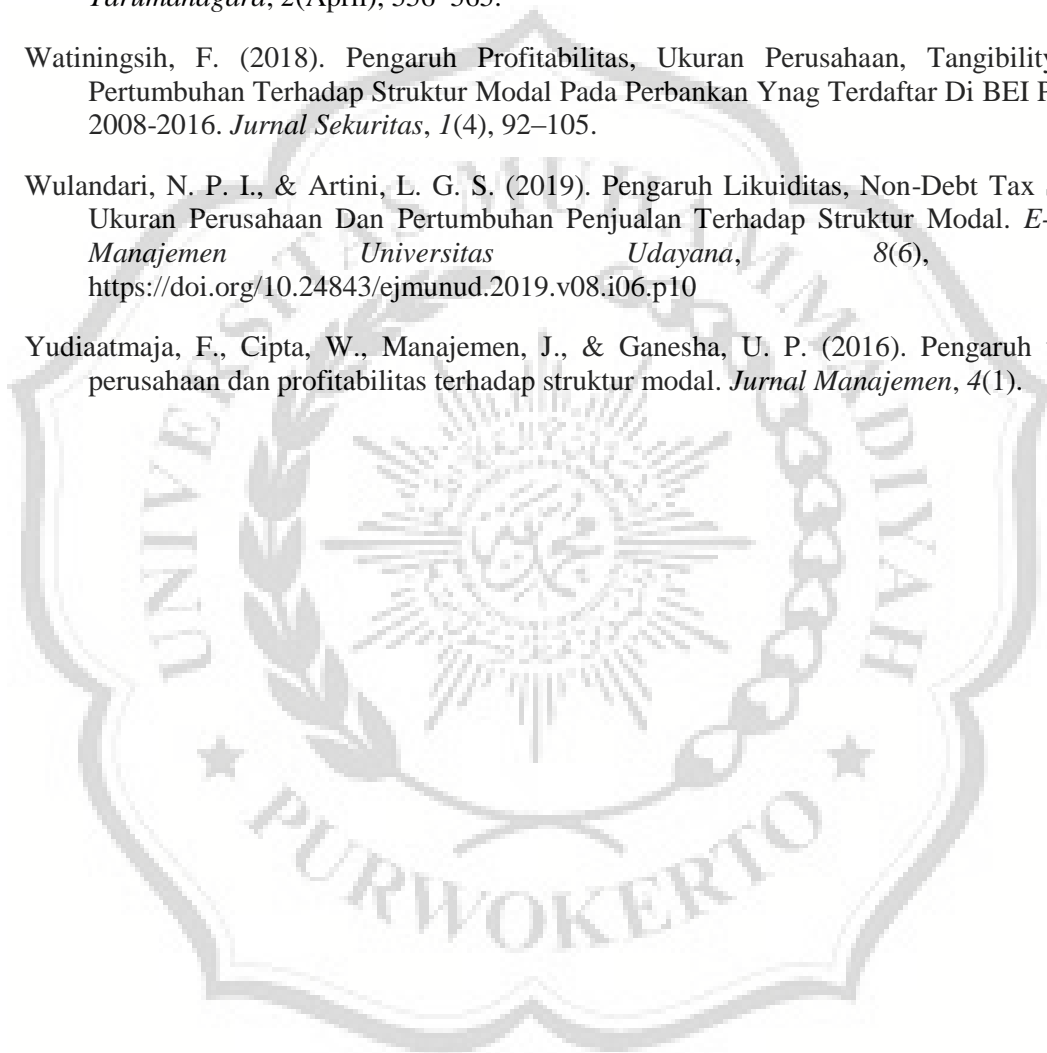 Tarumanagara, 2(April), 556–565.
Watiningsih, F. (2018). Pengaruh Profitabilitas, Ukuran Perusahaan, Tangibility
Pertumbuhan Terhadap Struktur Modal Pada Perbankan Ynag Terdaftar Di BEI P
2008-2016. Jurnal Sekuritas, 1(4), 92–105.
Wulandari, N. P. I., & Artini, L. G. S. (2019). Pengaruh Likuiditas, Non-Debt Tax
Ukuran Perusahaan Dan Pertumbuhan Penjualan Terhadap Struktur Modal. E-
Manajemen Universitas Udayana, 8(6),
https://doi.org/10.24843/ejmunud.2019.v08.i06.p10
Yudiaatmaja, F., Cipta, W., Manajemen, J., & Ganesha, U. P. (2016). Pengaruh
perusahaan dan profitabilitas terhadap struktur modal. Jurnal Manajemen, 4(1).
UNIVERSITAS MUHAMMADIYAH
PURWOKERTO